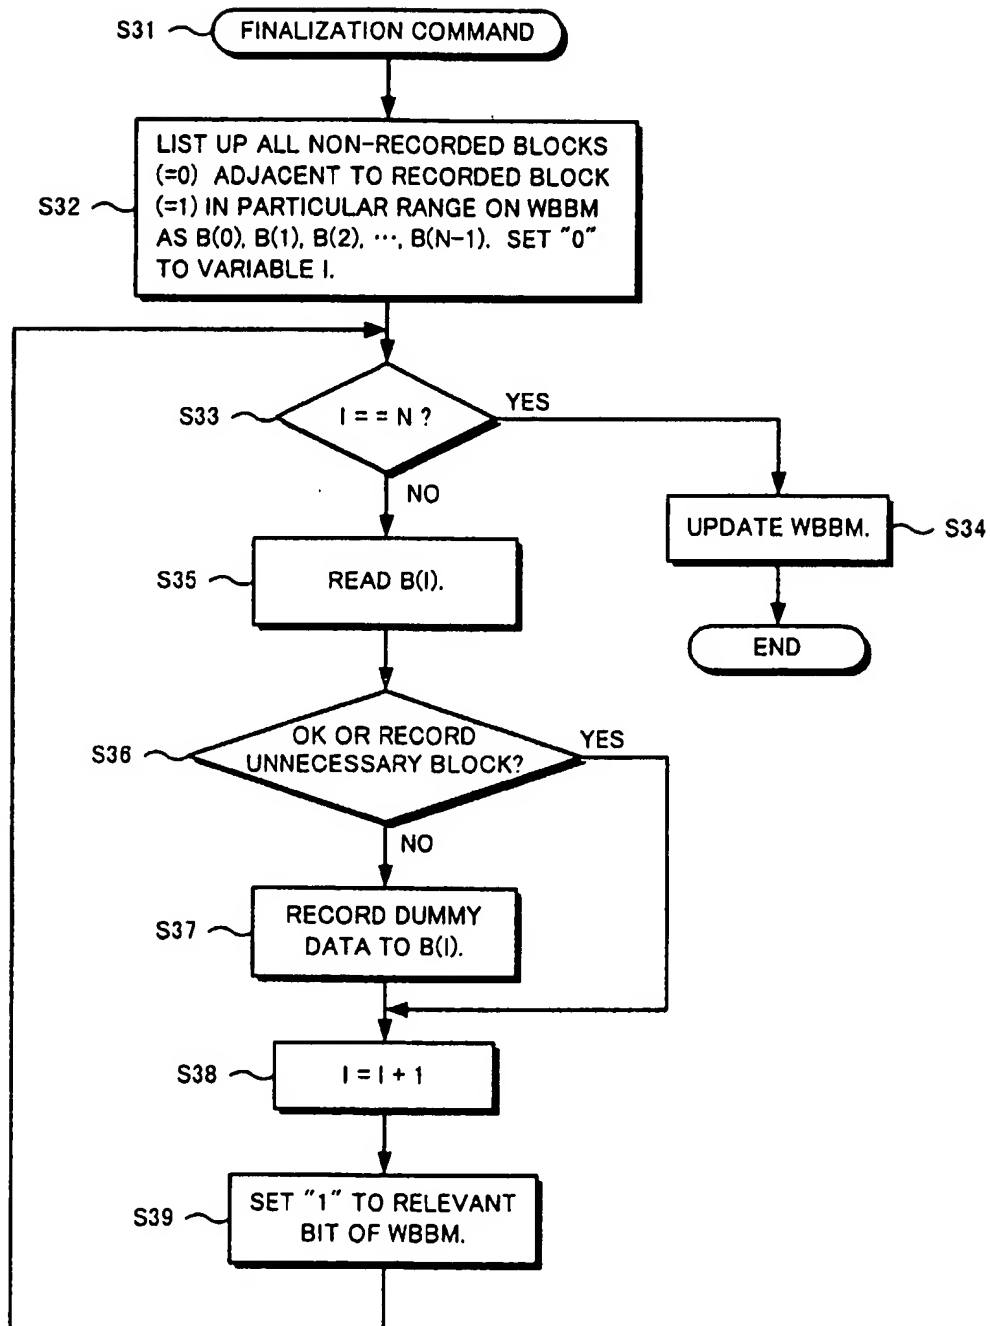 S31
FINALIZATION COMMAND
S32
LIST UP ALL NON-RECORDED BLOCKS
(=0) ADJACENT TO RECORDED BLOCK
(=1) IN PARTICULAR RANGE ON WBBM
AS B(0), B(1), B(2), ···, B(N-1). SET "0"
TO VARIABLE I.
S33
I = = N ?
YES
NO
UPDATE WBBM.
S34
END
S35
READ B(I).
S36
OK OR RECORD
UNNECESSARY BLOCK?
YES
NO
S37
RECORD DUMMY
DATA TO B(I).
S38
I = I + 1
S39
SET "1" TO RELEVANT
BIT OF WBBM.